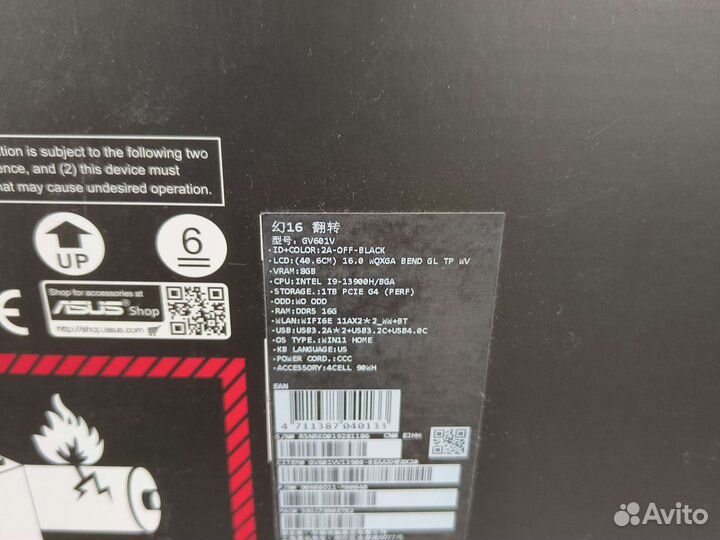 tion is subject to the following two
ence, and (2) this device must
hat may cause undesired operation.
UP
6
Shop for accessories at
ASUS Shop
http://shop.asus.com
幻16 翻转
型号: GV601V
·ID+COLOR:2A-OFF-BLACK
·LCD:(40.6CM) 16.0 WQXGA BEND GL TP WV
·VRAM:8GB
·CPU:INTEL I9-13900H/BGA
·STORAGE.:1TB PCIE G4 (PERF)
·ODD:WO ODD
·RAM:DDR5 16G
·WLAN:WIFI6E 11AX2*2_WW+BT
·USB:USB3.2A*2+USB3.2C+USB4.0C
·OS TYPE.:WIN11 HOME
·KB LANGUAGE:US
·POWER CORD.:CCC
·ACCESSORY:4CELL 90WH
EAN
4 711387 040133
Avito